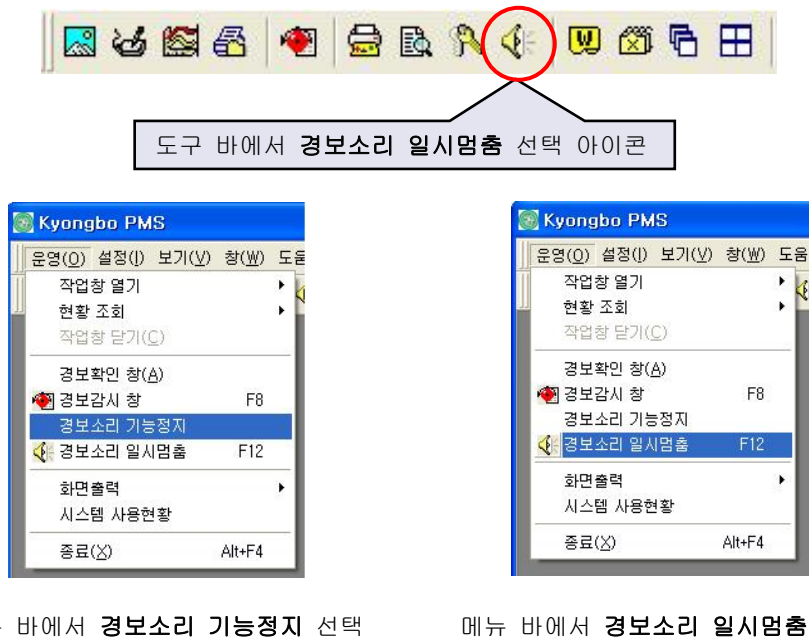 도구 바에서 경보소리 일시멈춤 선택 아이콘
Kyongbo PMS
운영(O) 설정(I) 보기(V) 창(W) 도움
작업창 열기
현황 조회
작업창 닫기(C)
경보확인 창(A)
경보감시 창 F8
경보소리 기능정지
경보소리 일시멈춤 F12
화면출력
시스템 사용현황
종료(X) Alt+F4
바에서 경보소리 기능정지 선택
Kyongbo PMS
운영(O) 설정(I) 보기(V) 창(W) 도움
작업창 열기
현황 조회
작업창 닫기(C)
경보확인 창(A)
경보감시 창 F8
경보소리 기능정지
경보소리 일시멈춤 F12
화면출력
시스템 사용현황
종료(X) Alt+F4
메뉴 바에서 경보소리 일시멈춤